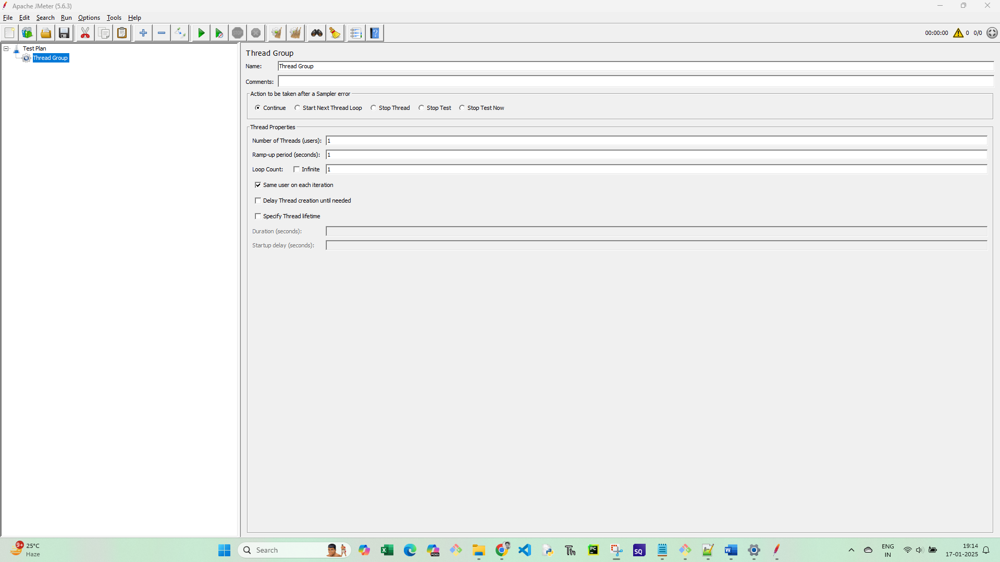 Apache JMeter (5.6.3)
File Edit Search Run Options Tools Help
STOP
00:00:00 0 0/0
Test Plan
Thread Group
Thread Group
Name: Thread Group
Comments:
Action to be taken after a Sampler error
Continue Start Next Thread Loop Stop Thread Stop Test Stop Test Now
Thread Properties
Number of Threads (users): 1
Ramp-up period (seconds): 1
Loop Count: Infinite 1
Same user on each iteration
Delay Thread creation until needed
Specify Thread lifetime
Duration (seconds):
Startup delay (seconds):
9+ 25°C
Haze
Search
M365
Th
PC
SQ
W
ENG
IN
19:14
17-01-2025